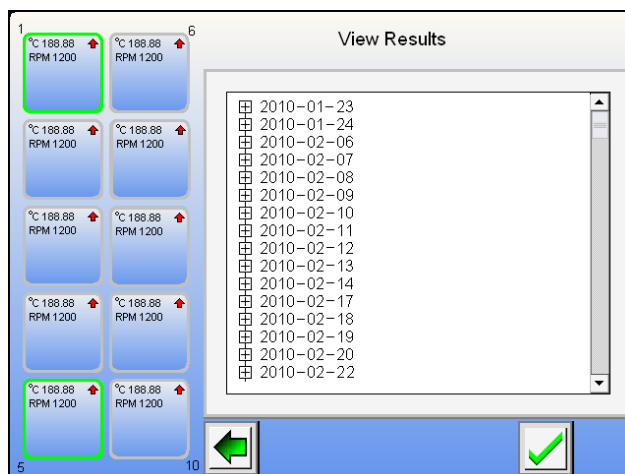 1
6
°C 188.88
RPM 1200
°C 188.88
RPM 1200
°C 188.88
RPM 1200
°C 188.88
RPM 1200
°C 188.88
RPM 1200
°C 188.88
RPM 1200
°C 188.88
RPM 1200
°C 188.88
RPM 1200
°C 188.88
RPM 1200
°C 188.88
RPM 1200
5
10
View Results
2010-01-23
2010-01-24
2010-02-06
2010-02-07
2010-02-08
2010-02-09
2010-02-10
2010-02-11
2010-02-12
2010-02-13
2010-02-14
2010-02-17
2010-02-18
2010-02-19
2010-02-20
2010-02-22